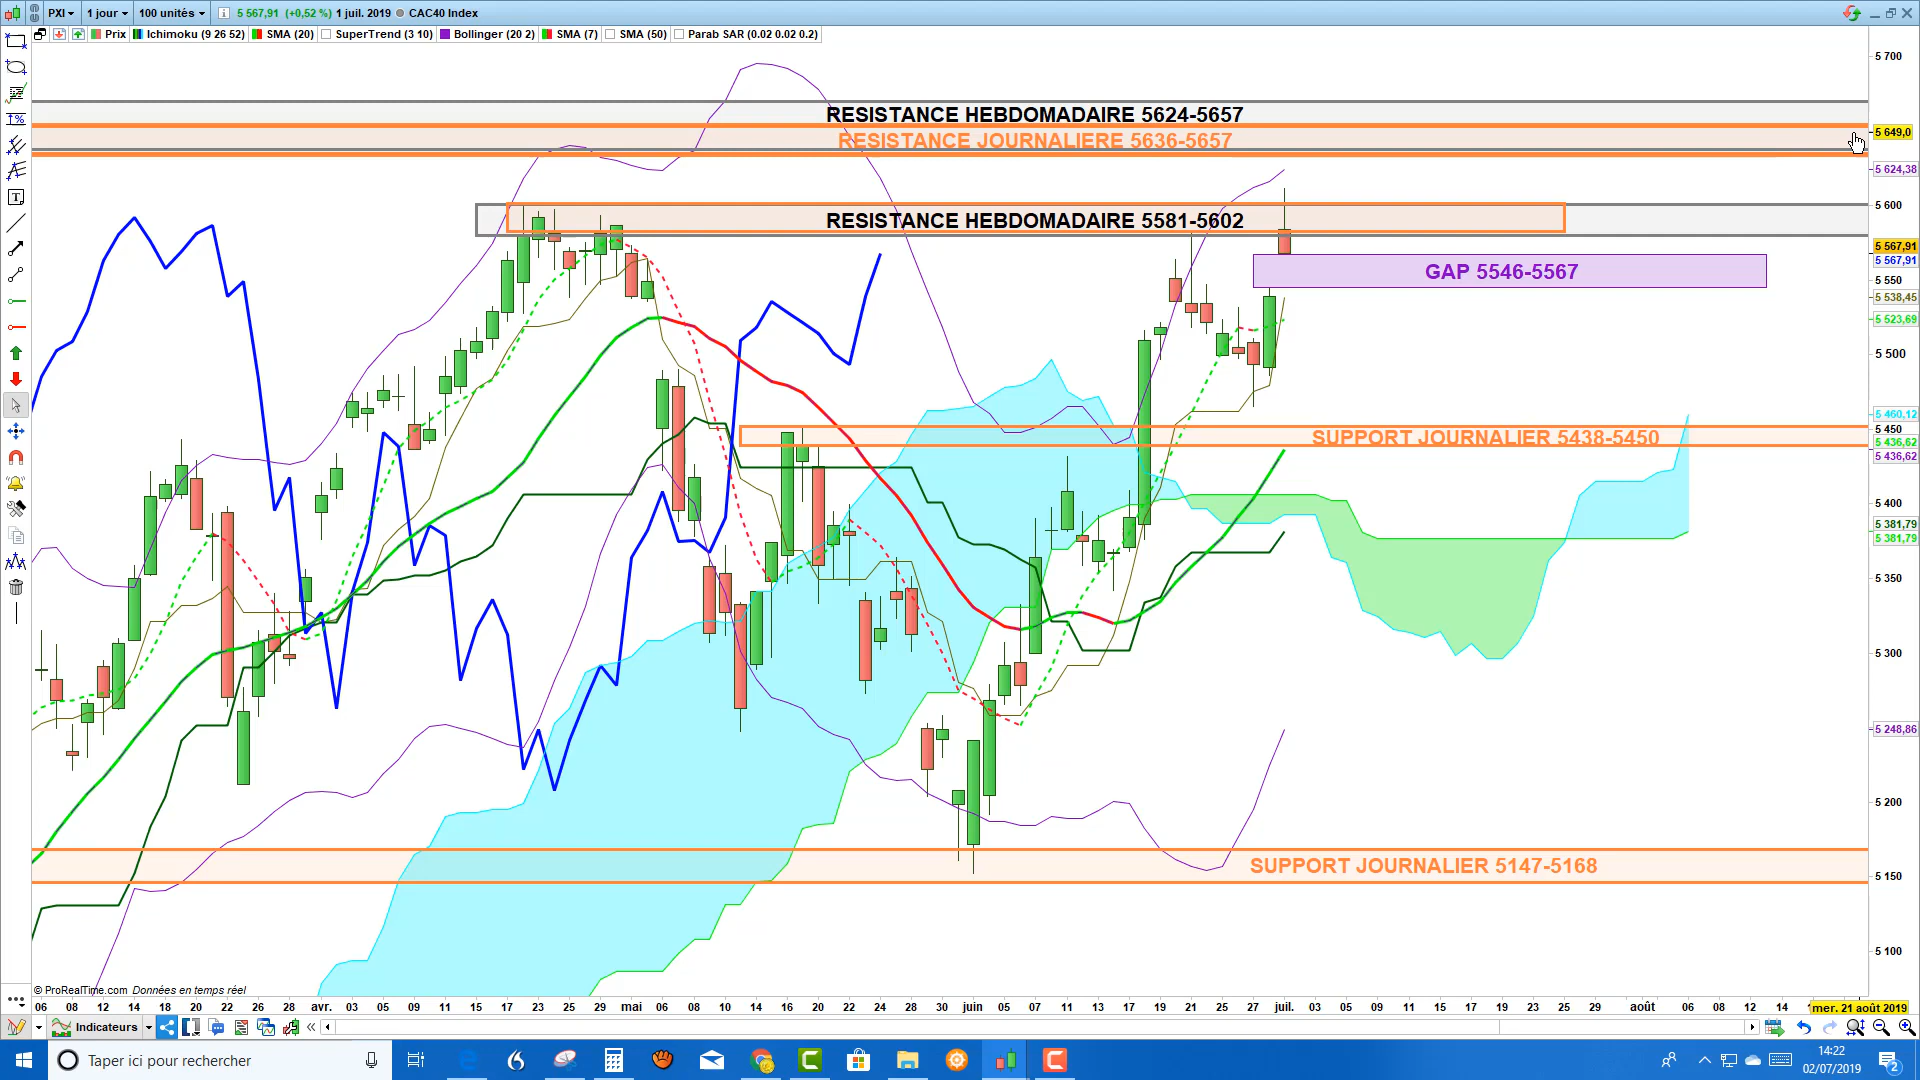 PXI 1 jour 100 unités i 5 567,91 (+0,52 %) 1 juil. 2019 CAC40 Index
Prix Ichimoku (9 26 52) SMA (20) SuperTrend (3 10) Bollinger (20 2) SMA (7) SMA (50) Parab SAR (0.02 0.02 0.2)
5 700
RESISTANCE HEBDOMADAIRE 5624-5657
5 649,0
RESISTANCE JOURNALIERE 5636-5657
5 624,38
5 600
RESISTANCE HEBDOMADAIRE 5581-5602
5 567,91
5 567,91
GAP 5546-5567
5 550
5 538,45
5 523,69
5 500
5 460,12
5 450
SUPPORT JOURNALIER 5438-5450
5 436,62
5 436,62
5 400
5 381,79
5 381,79
5 350
5 300
5 248,86
5 200
SUPPORT JOURNALIER 5147-5168
5 150
5 100
© ProRealTime.com Données en temps réel
06 08 12 14 18 20 22 26 28 avr. 03 05 09 11 15 17 23 25 29 mai 06 08 10 14 16 20 22 24 28 30 juin 05 07 11 13 17 19 21 25 27 juil. 03 05 09 11 15 17 19 23 25 29 août 06 08 12 14 mer. 21 août 2019
Indicateurs
Taper ici pour rechercher
14:22
02/07/2019
2